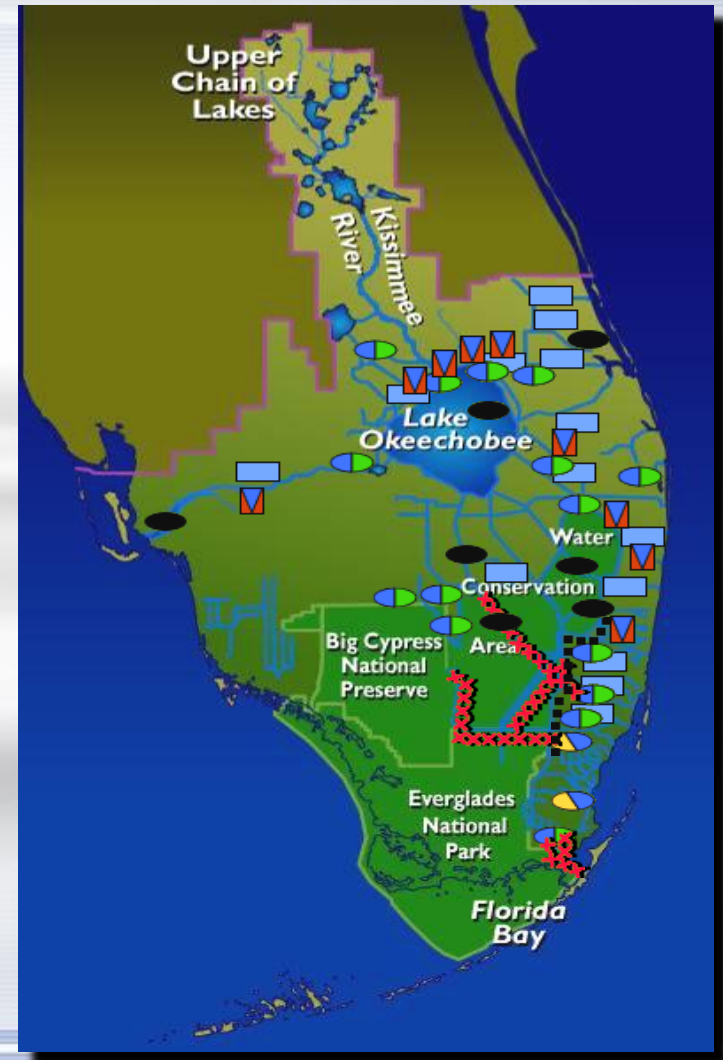 Upper
Chain of
Lakes
Kissimmee
River
Lake
Okeechobee
Water
Conservation
Area
Big Cypress
National
Preserve
Everglades
National
Park
Florida
Bay